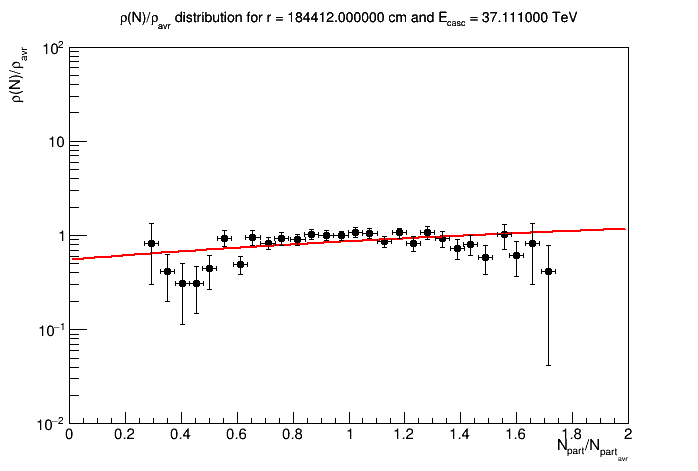 ρ(N)/ρavr distribution for r = 184412.000000 cm and Ecasc = 37.111000 TeV
ρ(N)/ρavr
10²
10
1
10⁻¹
10⁻²
0 0.2 0.4 0.6 0.8 1 1.2 1.4 1.6 1.8 2
Npart/Npartavr